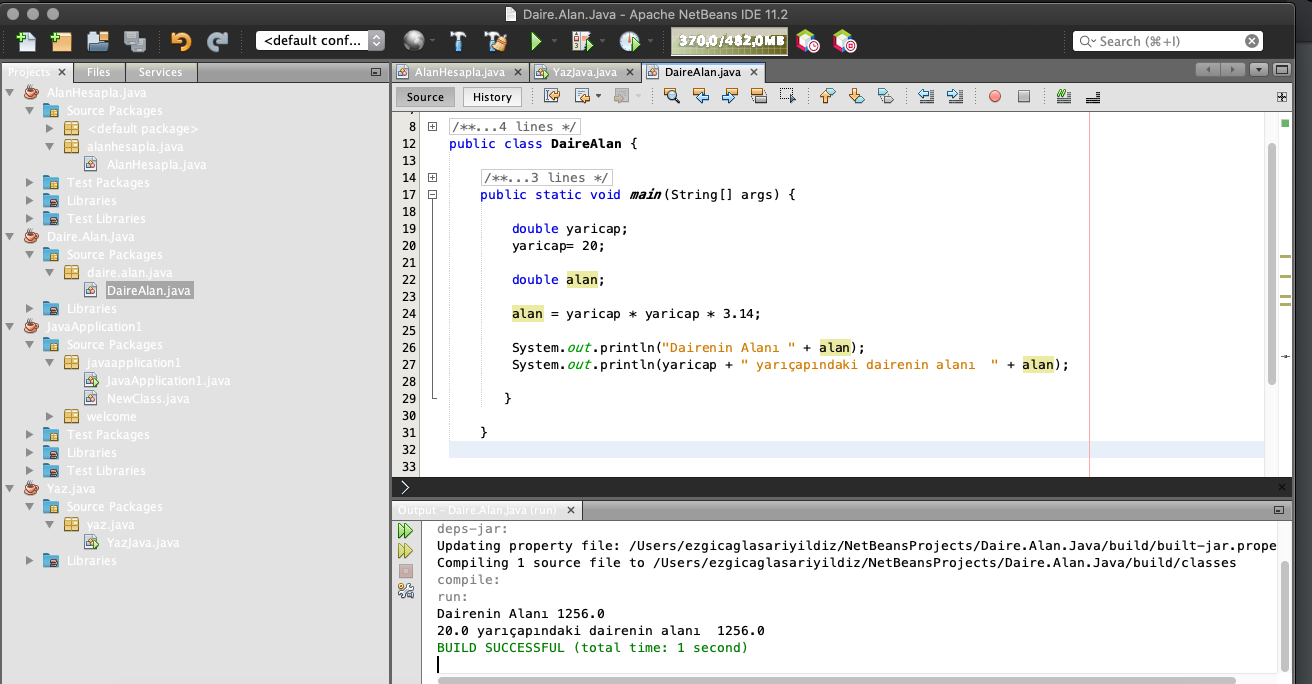 Daire.Alan.Java - Apache NetBeans IDE 11.2
<default conf...
370,0/482,0MB
Search (⌘+I)
Projects
Files
Services
AlanHesapla.java
Source Packages
<default package>
alanhesapla.java
AlanHesapla.java
Test Packages
Libraries
Test Libraries
Daire.Alan.Java
Source Packages
daire.alan.java
DaireAlan.java
Libraries
JavaApplication1
Source Packages
javaapplication1
JavaApplication1.java
NewClass.java
welcome
Test Packages
Libraries
Test Libraries
Yaz.java
Source Packages
yaz.java
YazJava.java
Libraries
AlanHesapla.java
YazJava.java
DaireAlan.java
Source
History
8 /**...4 lines */
12 public class DaireAlan {
13
14 /**...3 lines */
17 public static void main(String[] args) {
18
19 double yaricap;
20 yaricap= 20;
21
22 double alan;
23
24 alan = yaricap * yaricap * 3.14;
25
26 System.out.println("Dairenin Alanı " + alan);
27 System.out.println(yaricap + " yarıçapındaki dairenin alanı  " + alan);
28
29 }
30
31 }
32
33
Output - Daire.Alan.Java (run)
deps-jar:
Updating property file: /Users/ezgicaglasariyildiz/NetBeansProjects/Daire.Alan.Java/build/built-jar.prope
Compiling 1 source file to /Users/ezgicaglasariyildiz/NetBeansProjects/Daire.Alan.Java/build/classes
compile:
run:
Dairenin Alanı 1256.0
20.0 yarıçapındaki dairenin alanı  1256.0
BUILD SUCCESSFUL (total time: 1 second)